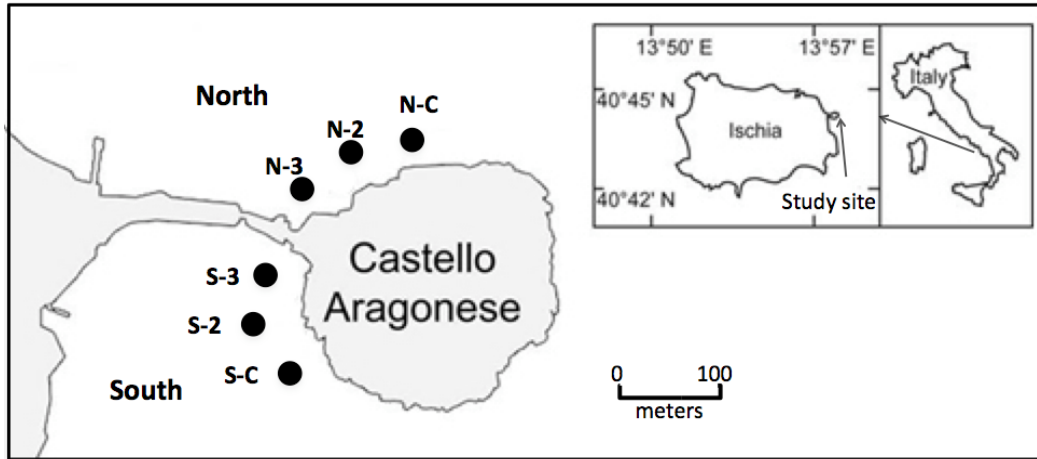 North
N-C
N-2
N-3
S-3
S-2
S-C
South
Castello
Aragonese
0 100
meters
13°50' E 13°57' E
40°45' N
40°42' N
Ischia
Study site
Italy